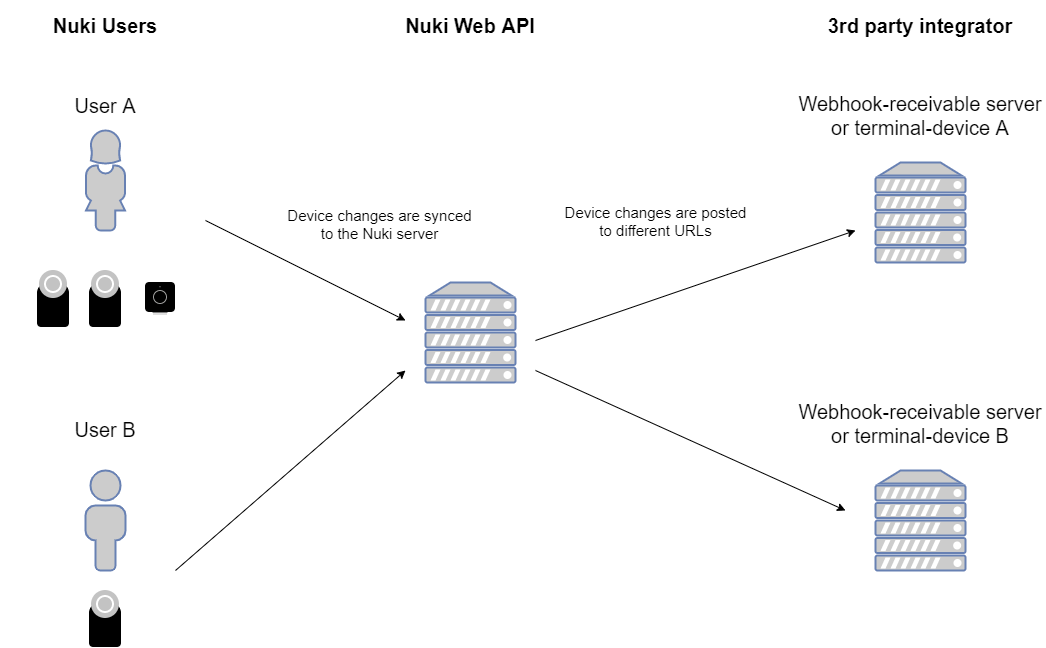 Nuki Users
Nuki Web API
3rd party integrator
User A
Webhook-receivable server
or terminal-device A
Device changes are synced
to the Nuki server
Device changes are posted
to different URLs
User B
Webhook-receivable server
or terminal-device B